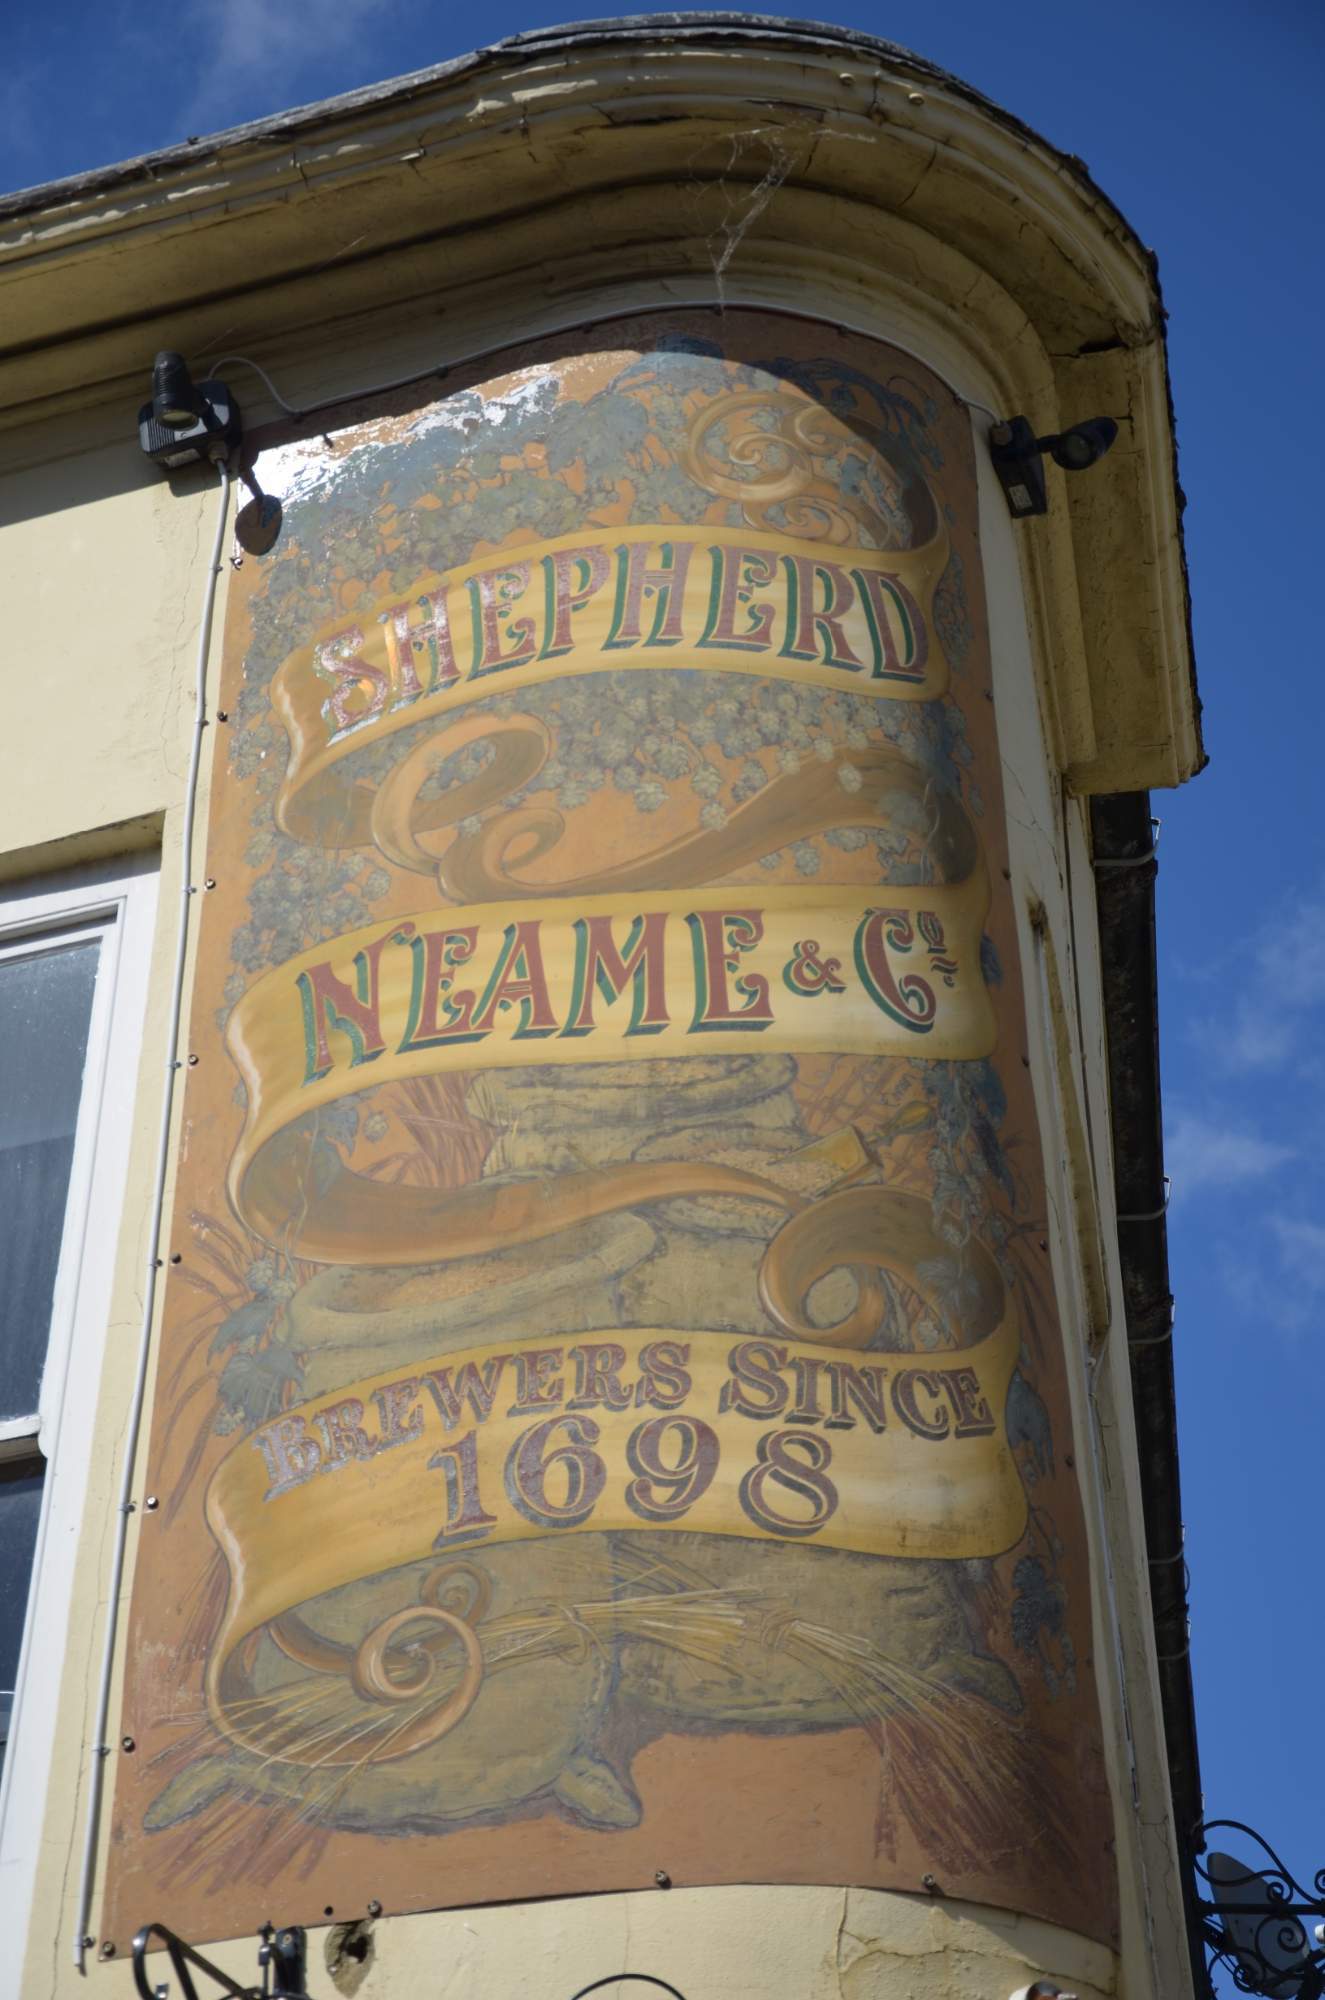 SHEPHERD
NEAME & Co
BREWERS SINCE
1698